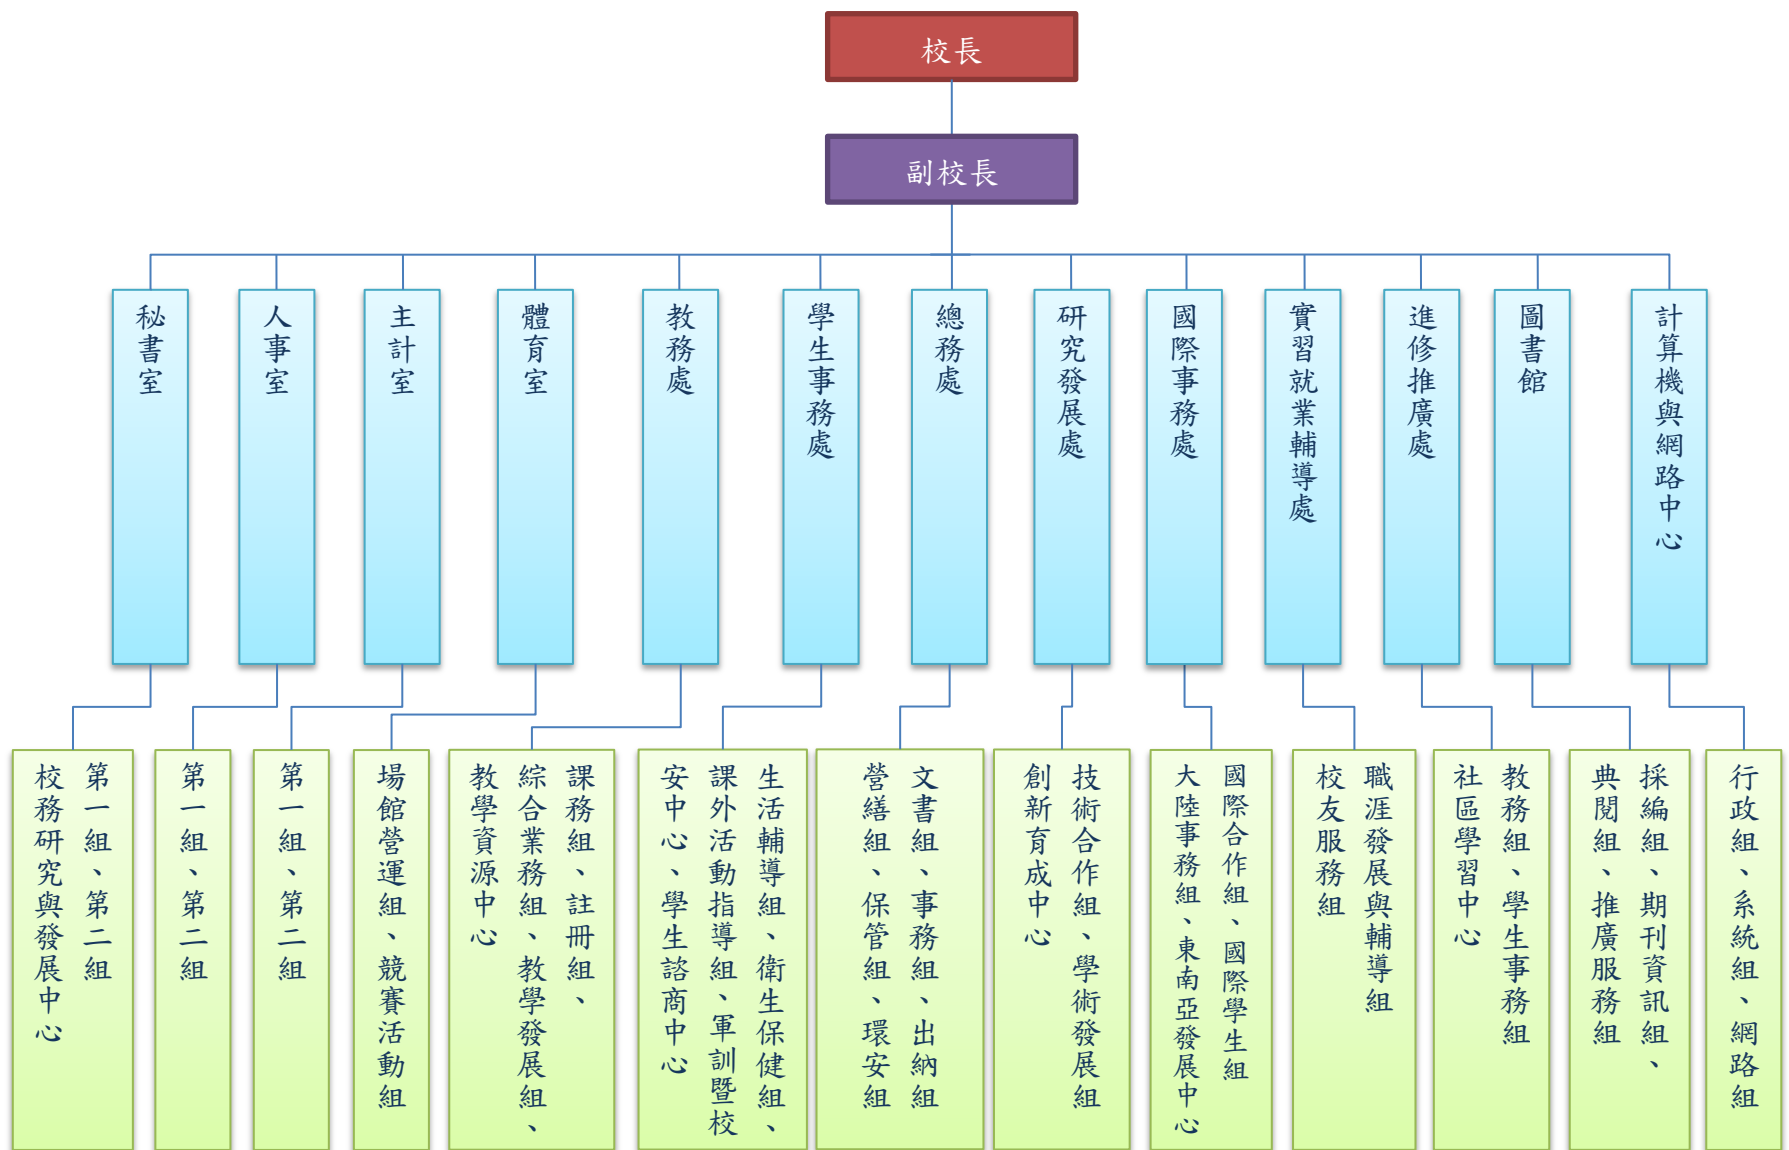 校長
副校長
秘書室
人事室
主計室
體育室
教務處
學生事務處
總務處
研究發展處
國際事務處
實習就業輔導處
進修推廣處
圖書館
計算機與網路中心
第一組、第二組
校務研究與發展中心
第一組、第二組
第一組、第二組
場館營運組、競賽活動組
課務組、註冊組、
綜合業務組、教學發展組、
教學資源中心
生活輔導組、衛生保健組、
課外活動指導組、軍訓暨校
安中心、學生諮商中心
文書組、事務組、出納組
營繕組、保管組、環安組
技術合作組、學術發展組
創新育成中心
國際合作組、國際學生組
大陸事務組、東南亞發展中心
職涯發展與輔導組
校友服務組
教務組、學生事務組
社區學習中心
採編組、期刊資訊組、
典閱組、推廣服務組
行政組、系統組、網路組